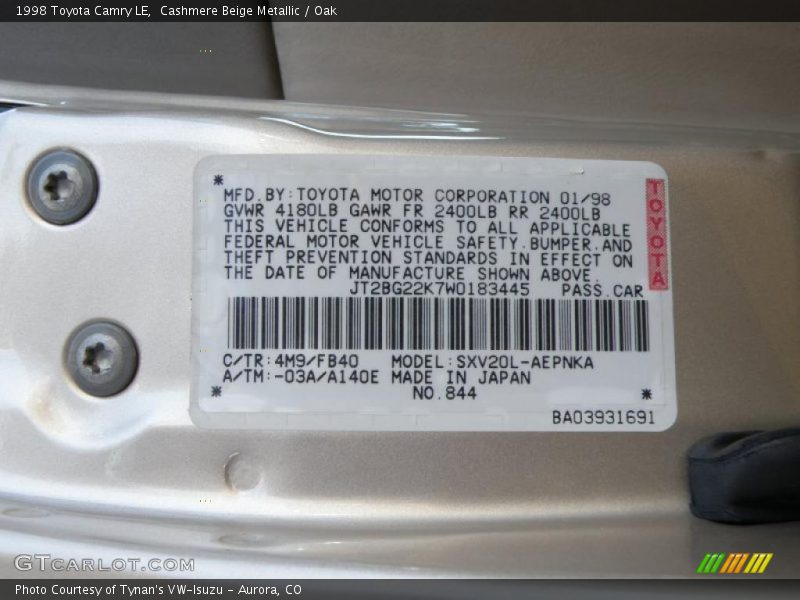 1998 Toyota Camry LE,  Cashmere Beige Metallic / Oak
* MFD.BY:TOYOTA MOTOR CORPORATION 01/98
GVWR 4180LB GAWR FR 2400LB RR 2400LB
THIS VEHICLE CONFORMS TO ALL APPLICABLE
FEDERAL MOTOR VEHICLE SAFETY.BUMPER.AND
THEFT PREVENTION STANDARDS IN EFFECT ON
THE DATE OF MANUFACTURE SHOWN ABOVE.
TOYOTA
JT2BG22K7W0183445 PASS.CAR
C/TR:4M9/FB40 MODEL:SXV20L-AEPNKA
A/TM:-03A/A140E MADE IN JAPAN
* NO.844 *
BA03931691
GTCARLOT.COM
Photo Courtesy of Tynan's VW-Isuzu - Aurora, CO